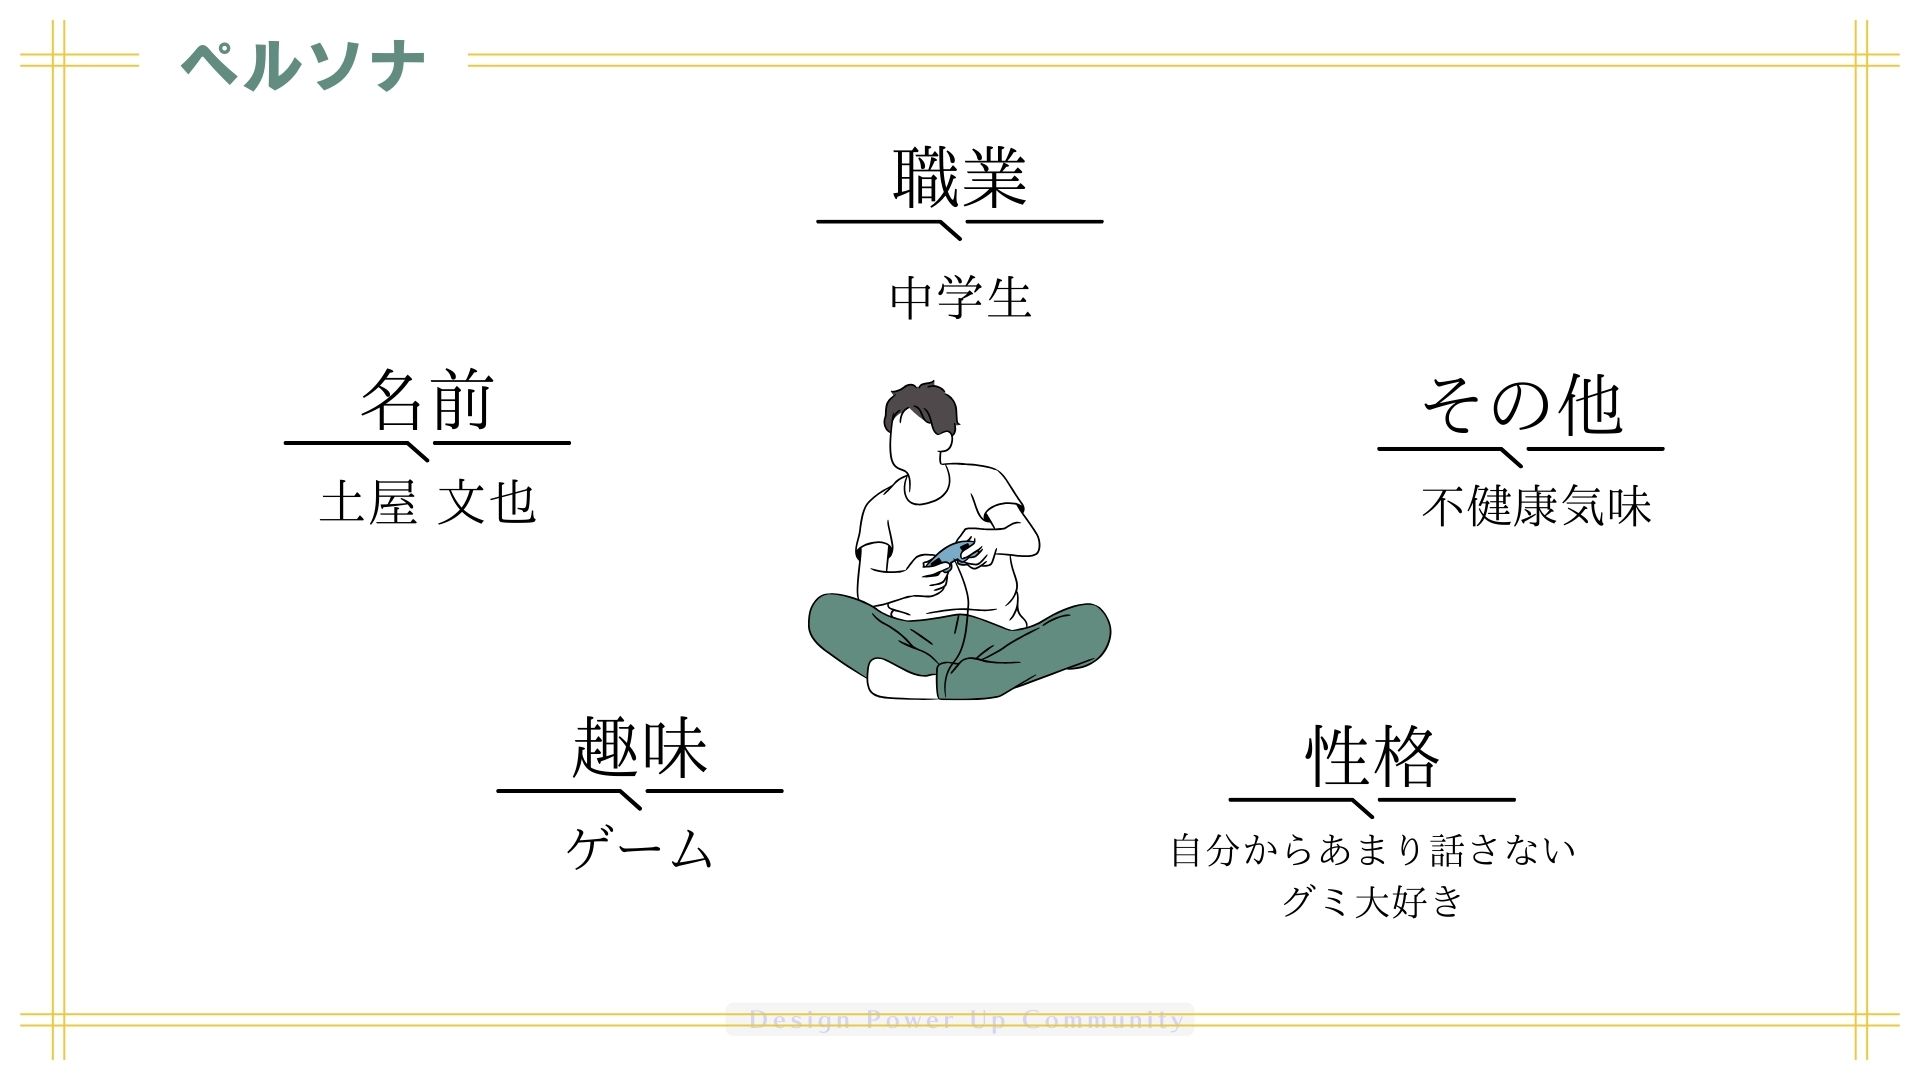 ペルソナ
職業
中学生
名前
土屋 文也
その他
不健康気味
趣味
ゲーム
性格
自分からあまり話さない
グミ大好き
Design Power Up Community